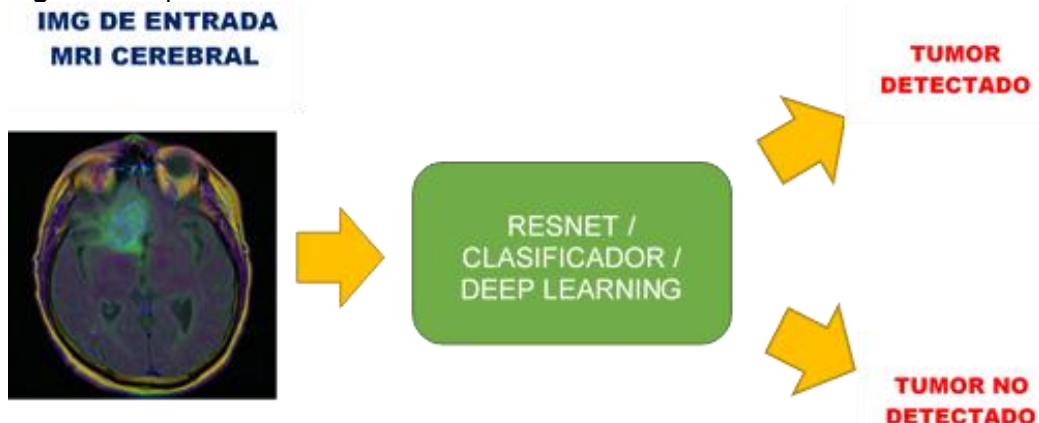 IMG DE ENTRADA
MRI CEREBRAL
TUMOR
DETECTADO
RESNET /
CLASIFICADOR /
DEEP LEARNING
TUMOR NO
DETECTADO